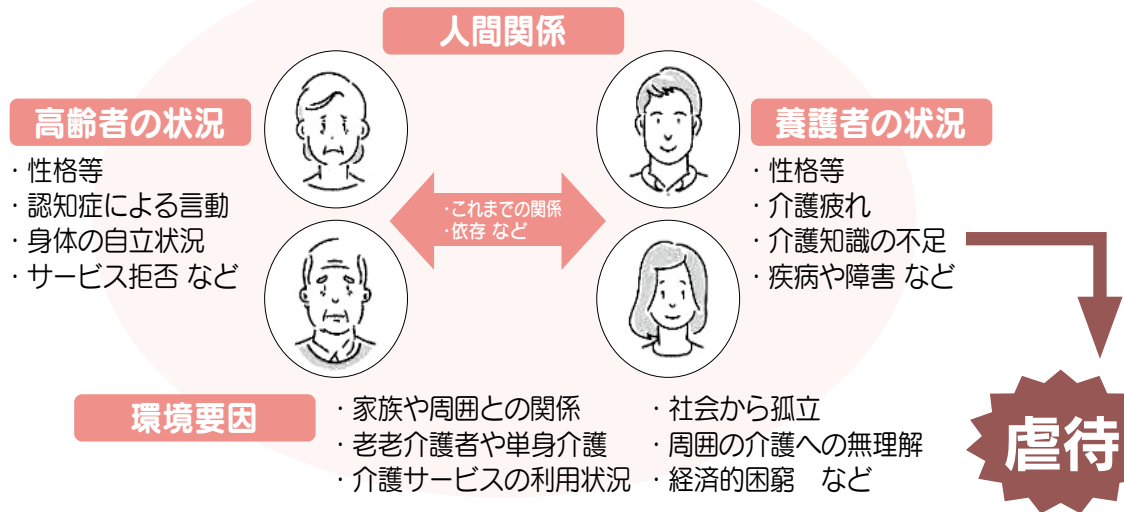 人間関係
高齢者の状況
・性格等
・認知症による言動
・身体の自立状況
・サービス拒否 など
・これまでの関係
・依存 など
養護者の状況
・性格等
・介護疲れ
・介護知識の不足
・疾病や障害 など
環境要因
・家族や周囲との関係
・老老介護者や単身介護
・介護サービスの利用状況
・社会から孤立
・周囲の介護への無理解
・経済的困窮　など
虐待